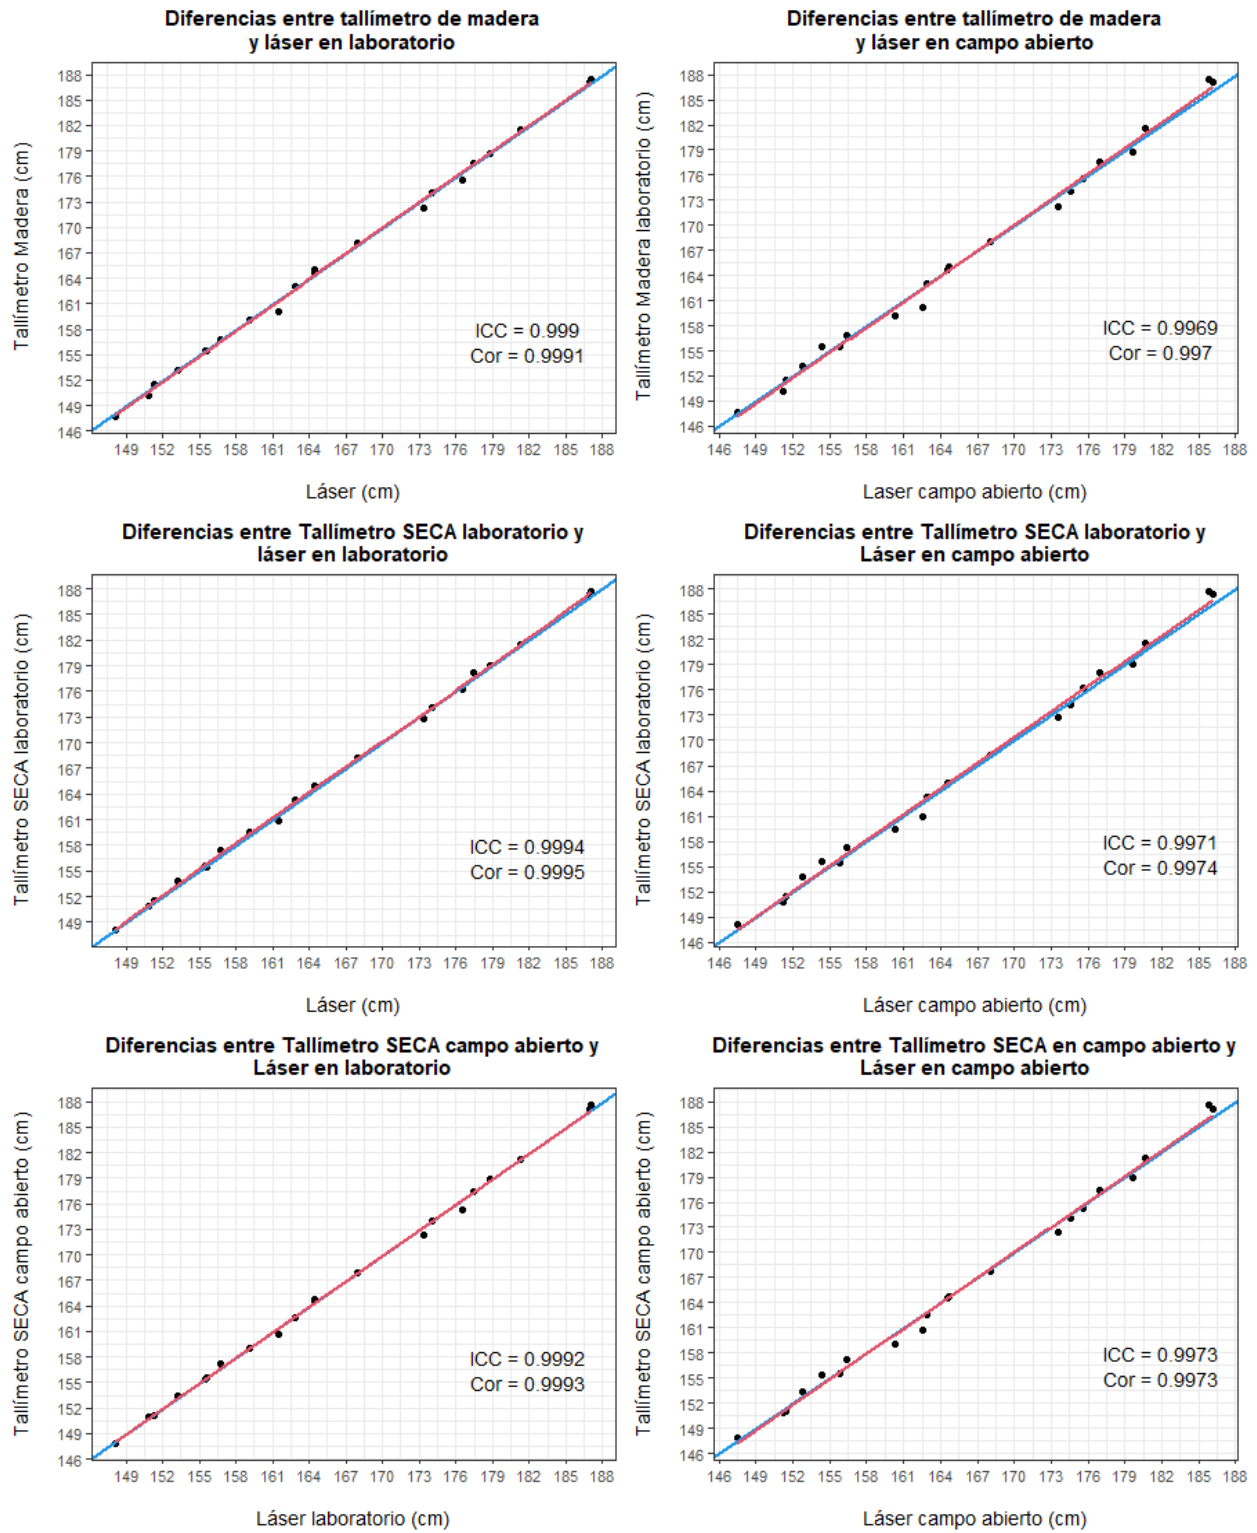 Diferencias entre tallímetro de madera
y láser en laboratorio
Tallímetro Madera (cm)
188
185
182
179
176
173
170
167
164
161
158
155
152
149
146
ICC = 0.999
Cor = 0.9991
149 152 155 158 161 164 167 170 173 176 179 182 185 188
Láser (cm)
Diferencias entre tallímetro de madera
y láser en campo abierto
Tallímetro Madera laboratorio (cm)
188
185
182
179
176
173
170
167
164
161
158
155
152
149
146
ICC = 0.9969
Cor = 0.997
146 149 152 155 158 161 164 167 170 173 176 179 182 185 188
Laser campo abierto (cm)
Diferencias entre Tallímetro SECA laboratorio y
láser en laboratorio
Tallímetro SECA laboratorio (cm)
188
185
182
179
176
173
170
167
164
161
158
155
152
149
ICC = 0.9994
Cor = 0.9995
149 152 155 158 161 164 167 170 173 176 179 182 185 188
Láser (cm)
Diferencias entre Tallímetro SECA laboratorio y
Láser en campo abierto
Tallímetro SECA laboratorio (cm)
188
185
182
179
176
173
170
167
164
161
158
155
152
149
146
ICC = 0.9971
Cor = 0.9974
146 149 152 155 158 161 164 167 170 173 176 179 182 185 188
Láser campo abierto (cm)
Diferencias entre Tallímetro SECA campo abierto y
Láser en laboratorio
Tallímetro SECA campo abierto (cm)
188
185
182
179
176
173
170
167
164
161
158
155
152
149
146
ICC = 0.9992
Cor = 0.9993
149 152 155 158 161 164 167 170 173 176 179 182 185 188
Láser laboratorio (cm)
Diferencias entre Tallímetro SECA en campo abierto y
Láser en campo abierto
Tallímetro SECA campo abierto (cm)
188
185
182
179
176
173
170
167
164
161
158
155
152
149
146
ICC = 0.9973
Cor = 0.9973
146 149 152 155 158 161 164 167 170 173 176 179 182 185 188
Láser campo abierto (cm)